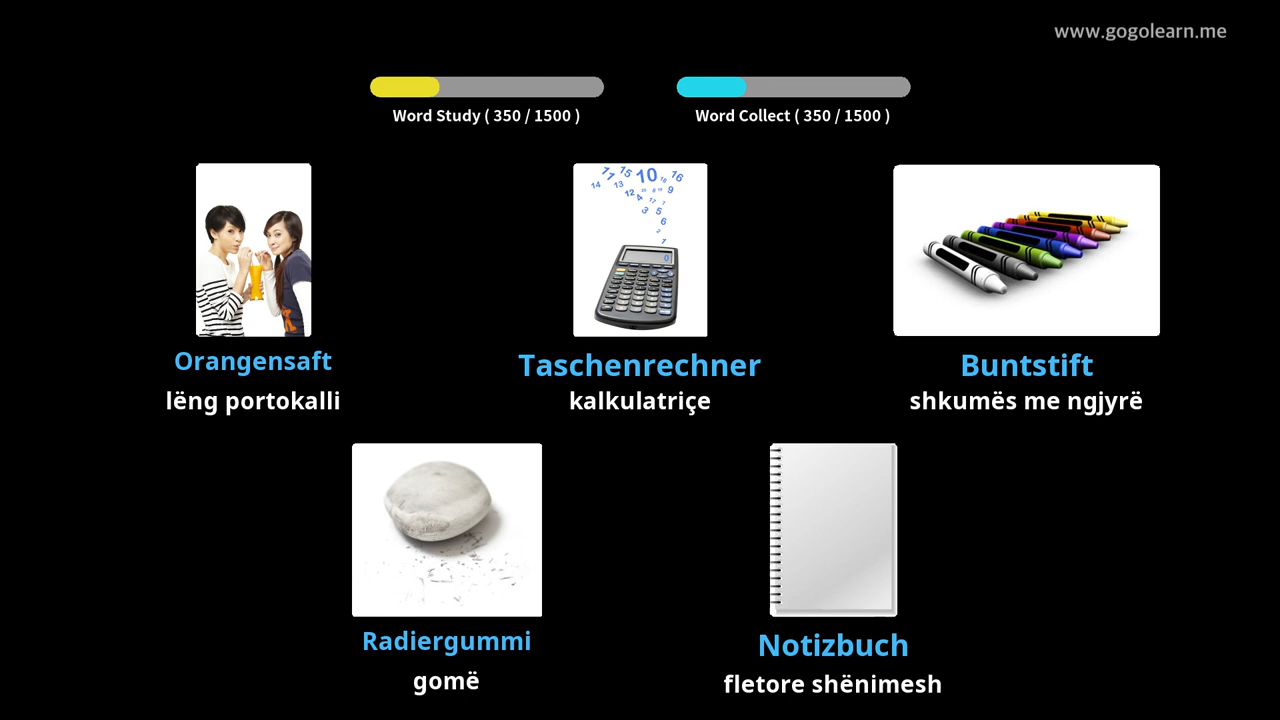 www.gogolearn.me
Word Study ( 350 / 1500 )
Word Collect ( 350 / 1500 )
Orangensaft
lëng portokalli
Taschenrechner
kalkulatriçe
Buntstift
shkumës me ngjyrë
Radiergummi
gomë
Notizbuch
fletore shënimesh